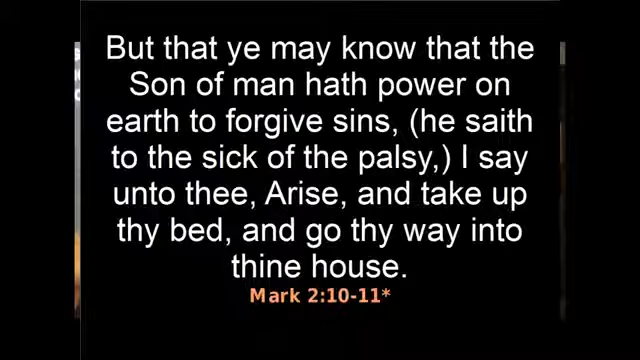 But that ye may know that the
Son of man hath power on
earth to forgive sins, (he saith
to the sick of the palsy,) I say
unto thee, Arise, and take up
thy bed, and go thy way into
thine house.
Mark 2:10-11*